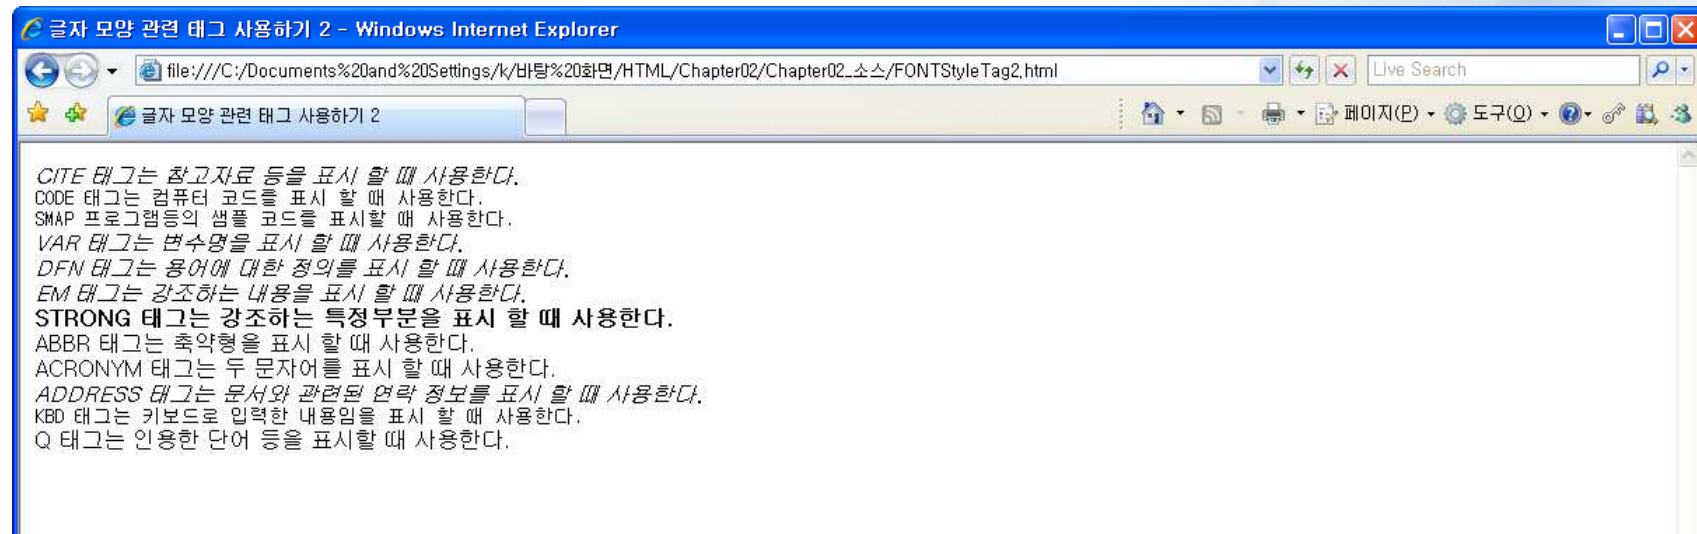 글자 모양 관련 태그 사용하기 2 - Windows Internet Explorer
file:///C:/Documents%20and%20Settings/k/바탕%20화면/HTML/Chapter02/Chapter02_소스/FONTStyleTag2.html
Live Search
글자 모양 관련 태그 사용하기 2
페이지(P)
도구(O)
CITE 태그는 참고자료 등을 표시 할 때 사용한다.
CODE 태그는 컴퓨터 코드를 표시 할 때 사용한다.
SMAP 프로그램등의 샘플 코드를 표시할 때 사용한다.
VAR 태그는 변수명을 표시 할 때 사용한다.
DFN 태그는 용어에 대한 정의를 표시 할 때 사용한다.
EM 태그는 강조하는 내용을 표시 할 때 사용한다.
STRONG 태그는 강조하는 특정부분을 표시 할 때 사용한다.
ABBR 태그는 축약형을 표시 할 때 사용한다.
ACRONYM 태그는 두 문자어를 표시 할 때 사용한다.
ADDRESS 태그는 문서와 관련된 연락 정보를 표시 할 때 사용한다.
KBD 태그는 키보드로 입력한 내용임을 표시 할 때 사용한다.
Q 태그는 인용한 단어 등을 표시할 때 사용한다.